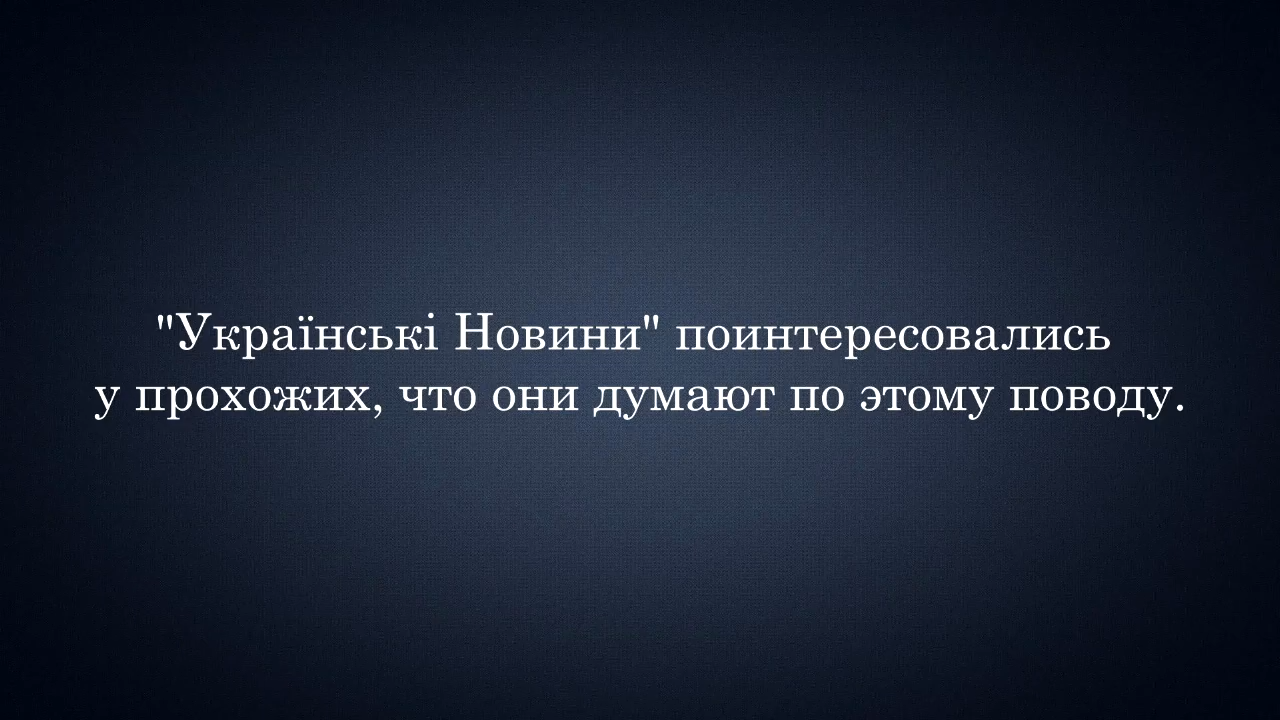 "Українські Новини" поинтересовались
у прохожих, что они думают по этому поводу.